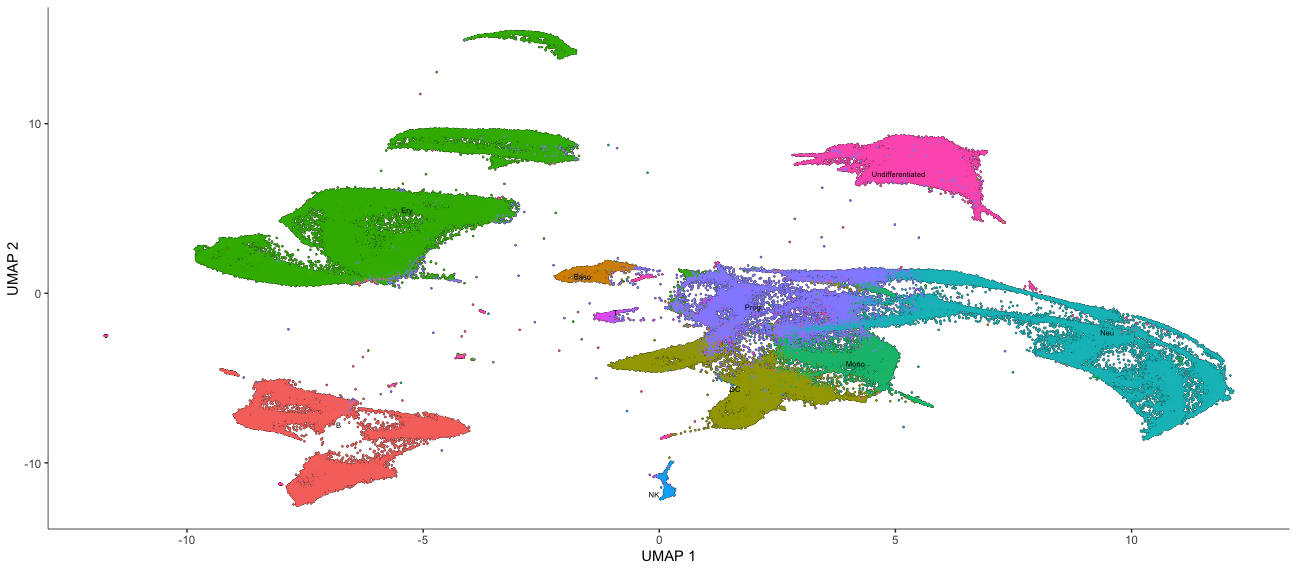 10
Undifferentiated
Ery
UMAP 2
Baso
0
Prog
Neu
Mono
DC
B
-10
NK
-10
-5
0
5
10
UMAP 1